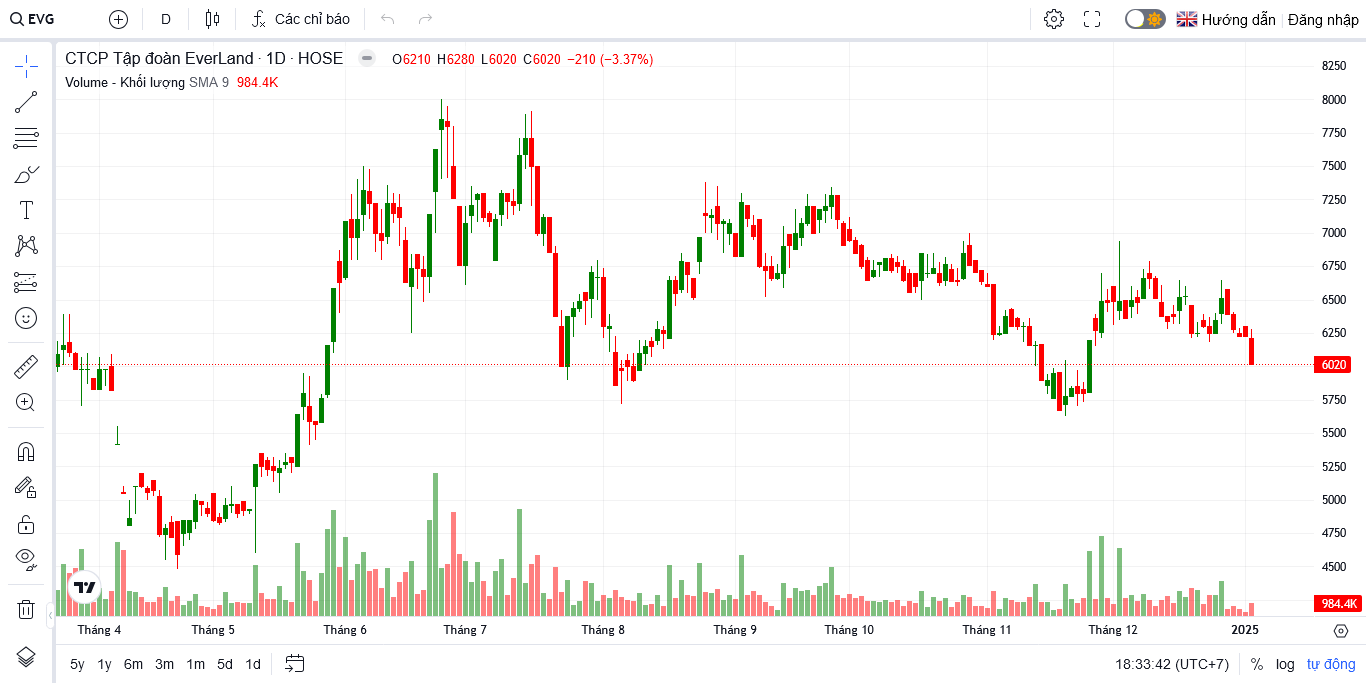 EVG D Các chỉ báo Hướng dẫn Đăng nhập
CTCP Tập đoàn EverLand · 1D · HOSE O6210 H6280 L6020 C6020 −210 (−3.37%)
Volume - Khối lượng SMA 9 984.4K
8250
8000
7750
7500
7250
7000
6750
6500
6250
6020
5750
5500
5250
5000
4750
4500
984.4K
Tháng 4 Tháng 5 Tháng 6 Tháng 7 Tháng 8 Tháng 9 Tháng 10 Tháng 11 Tháng 12 2025
5y 1y 6m 3m 1m 5d 1d 18:33:42 (UTC+7) % log tự động